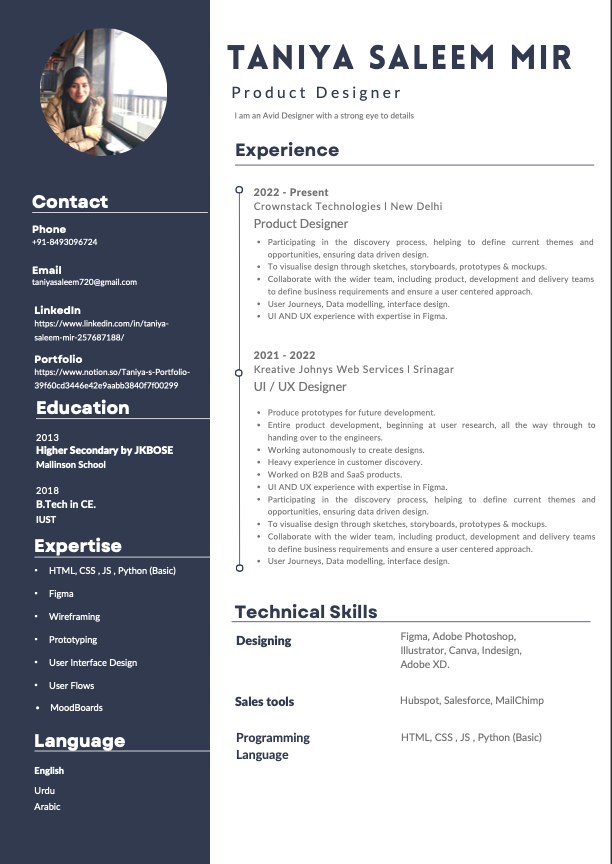 TANIYA SALEEM MIR
Product Designer
I am an Avid Designer with a strong eye to details
Contact
Phone
+91-8493096724
Email
taniyasaleem720@gmail.com
LinkedIn
https://www.linkedin.com/in/taniya-
saleem-mir-257687188/
Portfolio
https://www.notion.so/Taniya-s-Portfolio-
39f60cd3446e42e9aabb3840f7f00299
Education
2013
Higher Secondary by JKBOSE
Mallinson School
2018
B.Tech in CE.
IUST
Expertise
• HTML, CSS , JS , Python (Basic)
• Figma
• Wireframing
• Prototyping
• User Interface Design
• User Flows
• MoodBoards
Language
English
Urdu
Arabic
Experience
2022 - Present
Crownstack Technologies l New Delhi
Product Designer
• Participating in the discovery process, helping to define current themes and
opportunities, ensuring data driven design.
• To visualise design through sketches, storyboards, prototypes & mockups.
• Collaborate with the wider team, including product, development and delivery teams
to define business requirements and ensure a user centered approach.
• User Journeys, Data modelling, interface design.
• UI AND UX experience with expertise in Figma.
2021 - 2022
Kreative Johnys Web Services l Srinagar
UI / UX Designer
• Produce prototypes for future development.
• Entire product development, beginning at user research, all the way through to
handing over to the engineers.
• Working autonomously to create designs.
• Heavy experience in customer discovery.
• Worked on B2B and SaaS products.
• UI AND UX experience with expertise in Figma.
• Participating in the discovery process, helping to define current themes and
opportunities, ensuring data driven design.
• To visualise design through sketches, storyboards, prototypes & mockups.
• Collaborate with the wider team, including product, development and delivery teams
to define business requirements and ensure a user centered approach.
• User Journeys, Data modelling, interface design.
Technical Skills
Designing
Figma, Adobe Photoshop,
Illustrator, Canva, Indesign,
Adobe XD.
Sales tools
Hubspot, Salesforce, MailChimp
Programming
Language
HTML, CSS , JS , Python (Basic)